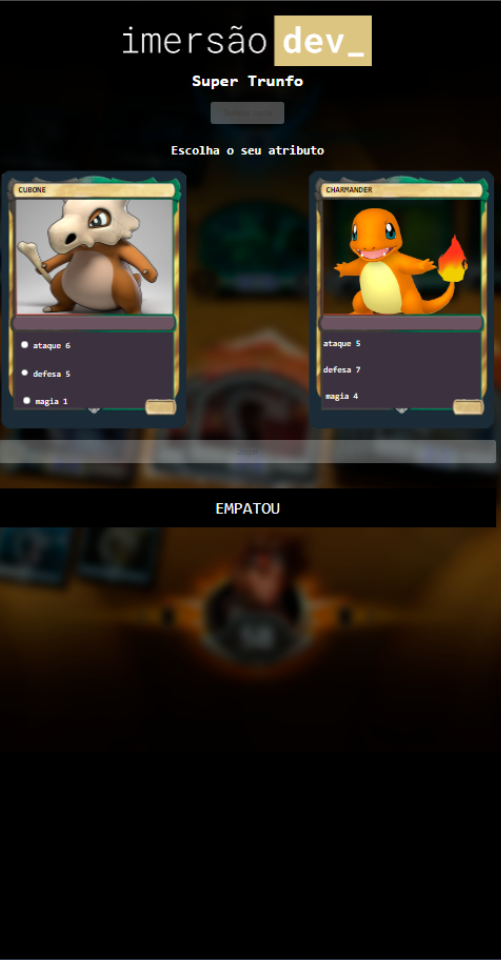 imersão dev_
Super Trunfo
Escolha o seu atributo
CUBONE
CHARMANDER
ataque 6
defesa 5
magia 1
ataque 5
defesa 7
magia 4
EMPATOU